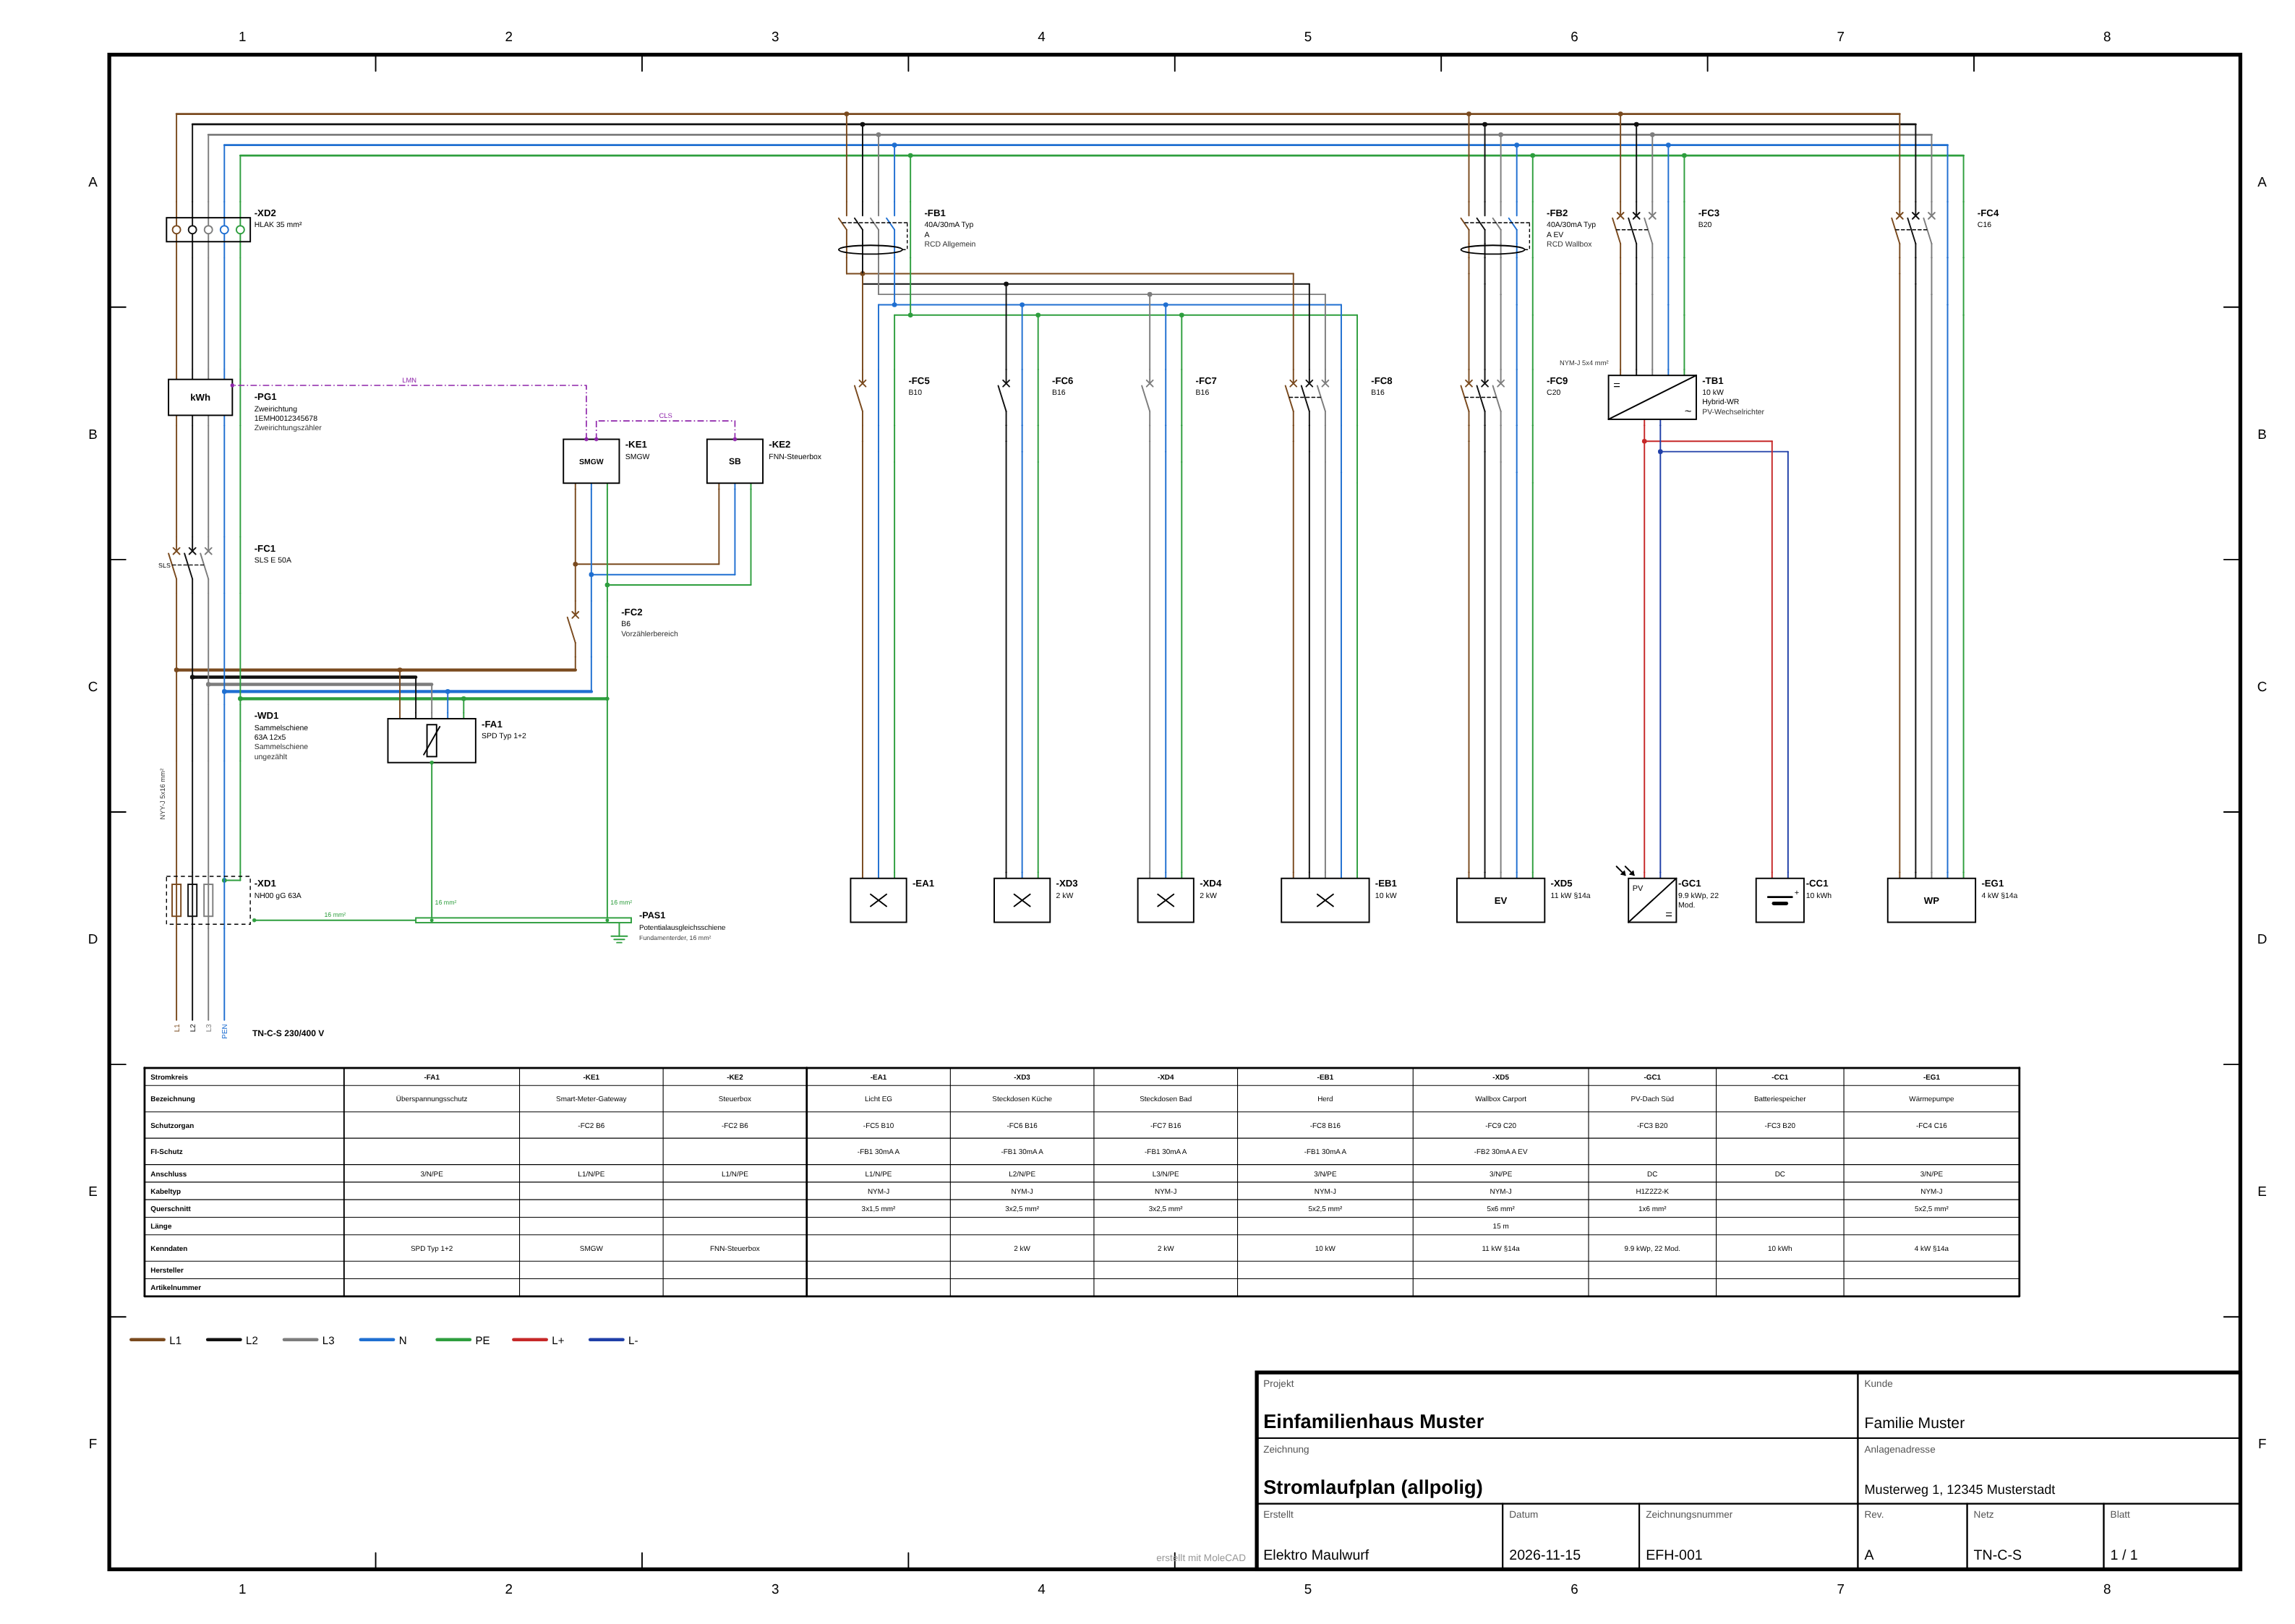 1 2 3 4 5 6 7 8
A A
-XD2
HLAK 35 mm²
-FB1
40A/30mA Typ
A
RCD Allgemein
-FB2
40A/30mA Typ
A EV
RCD Wallbox
-FC3
B20
-FC4
C16
NYM-J 5x4 mm²
LMN
kWh
-PG1
Zweirichtung
1EMH0012345678
Zweirichtungszähler
CLS
-FC5
B10
-FC6
B16
-FC7
B16
-FC8
B16
-FC9
C20
=
~
-TB1
10 kW
Hybrid-WR
PV-Wechselrichter
B B
SMGW
-KE1
SMGW
SB
-KE2
FNN-Steuerbox
SLS
-FC1
SLS E 50A
-FC2
B6
Vorzählerbereich
C C
-WD1
Sammelschiene
63A 12x5
Sammelschiene
ungezählt
-FA1
SPD Typ 1+2
NYY-J 5x16 mm²
-XD1
NH00 gG 63A
16 mm²
16 mm²
16 mm²
-PAS1
Potentialausgleichsschiene
Fundamenterder, 16 mm²
-EA1
-XD3
2 kW
-XD4
2 kW
-EB1
10 kW
EV
-XD5
11 kW §14a
PV
=
-GC1
9.9 kWp, 22
Mod.
+
-CC1
10 kWh
WP
-EG1
4 kW §14a
D D
L1 L2 L3 PEN
TN-C-S 230/400 V
Stromkreis -FA1 -KE1 -KE2 -EA1 -XD3 -XD4 -EB1 -XD5 -GC1 -CC1 -EG1
Bezeichnung Überspannungsschutz Smart-Meter-Gateway Steuerbox Licht EG Steckdosen Küche Steckdosen Bad Herd Wallbox Carport PV-Dach Süd Batteriespeicher Wärmepumpe
Schutzorgan -FC2 B6 -FC2 B6 -FC5 B10 -FC6 B16 -FC7 B16 -FC8 B16 -FC9 C20 -FC3 B20 -FC3 B20 -FC4 C16
FI-Schutz -FB1 30mA A -FB1 30mA A -FB1 30mA A -FB1 30mA A -FB2 30mA A EV
Anschluss 3/N/PE L1/N/PE L1/N/PE L1/N/PE L2/N/PE L3/N/PE 3/N/PE 3/N/PE DC DC 3/N/PE
E E
Kabeltyp NYM-J NYM-J NYM-J NYM-J NYM-J H1Z2Z2-K NYM-J
Querschnitt 3x1,5 mm² 3x2,5 mm² 3x2,5 mm² 5x2,5 mm² 5x6 mm² 1x6 mm² 5x2,5 mm²
Länge 15 m
Kenndaten SPD Typ 1+2 SMGW FNN-Steuerbox 2 kW 2 kW 10 kW 11 kW §14a 9.9 kWp, 22 Mod. 10 kWh 4 kW §14a
Hersteller
Artikelnummer
L1 L2 L3 N PE L+ L-
F F
Projekt
Einfamilienhaus Muster
Kunde
Familie Muster
Zeichnung
Stromlaufplan (allpolig)
Anlagenadresse
Musterweg 1, 12345 Musterstadt
Erstellt
Elektro Maulwurf
Datum
2026-11-15
Zeichnungsnummer
EFH-001
Rev.
A
Netz
TN-C-S
Blatt
1 / 1
erstellt mit MoleCAD
1 2 3 4 5 6 7 8